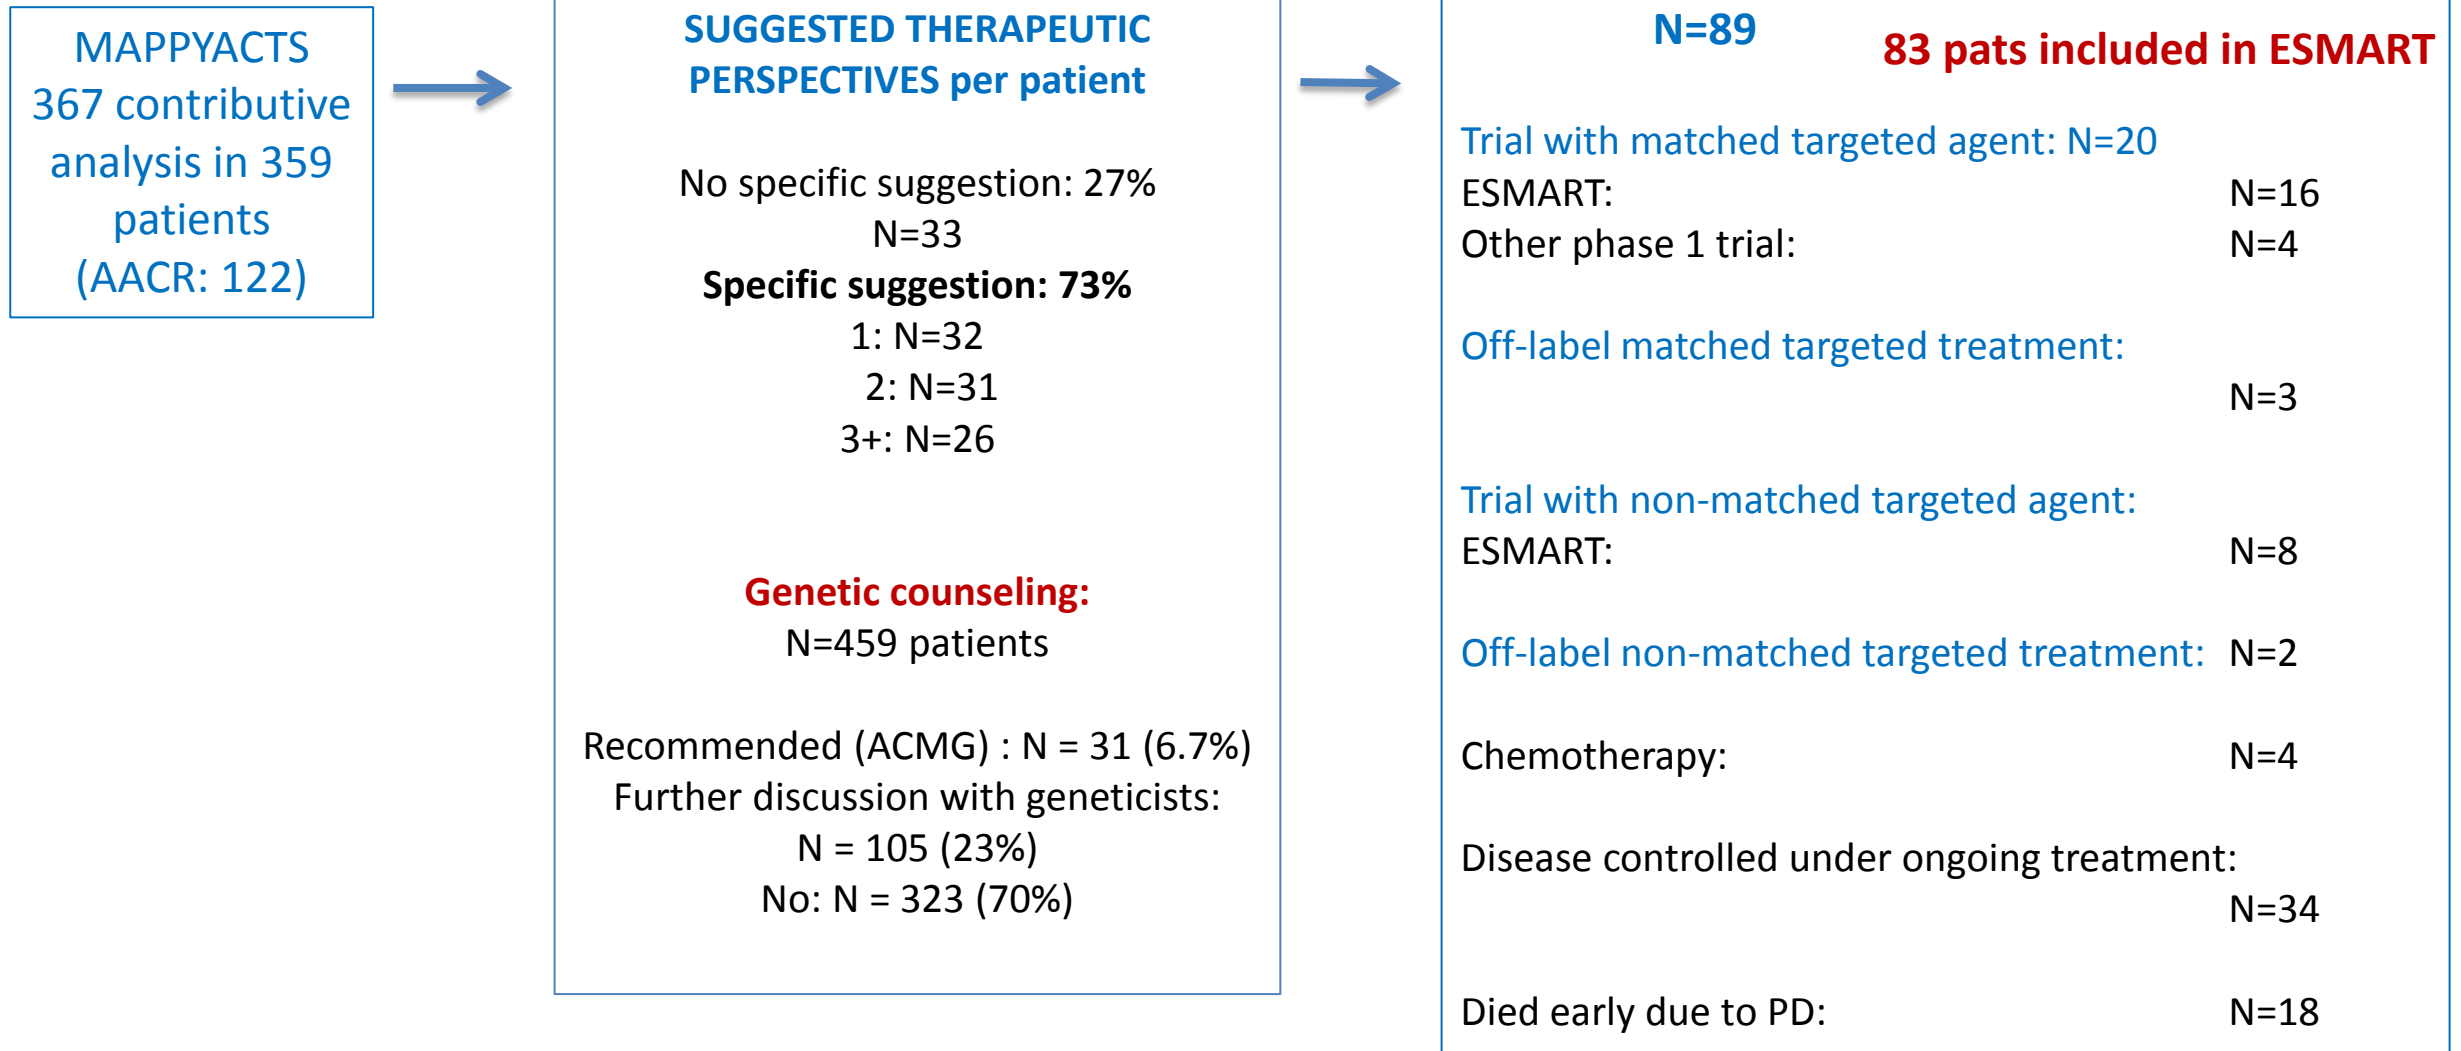 MAPPYACTS
367 contributive
analysis in 359
patients
(AACR: 122)
SUGGESTED THERAPEUTIC
PERSPECTIVES per patient
No specific suggestion: 27%
N=33
Specific suggestion: 73%
1: N=32
2: N=31
3+: N=26
Genetic counseling:
N=459 patients
Recommended (ACMG) : N = 31 (6.7%)
Further discussion with geneticists:
N = 105 (23%)
No: N = 323 (70%)
N=89
83 pats included in ESMART
Trial with matched targeted agent: N=20
ESMART: N=16
Other phase 1 trial: N=4
Off-label matched targeted treatment:
N=3
Trial with non-matched targeted agent:
ESMART: N=8
Off-label non-matched targeted treatment: N=2
Chemotherapy: N=4
Disease controlled under ongoing treatment:
N=34
Died early due to PD: N=18